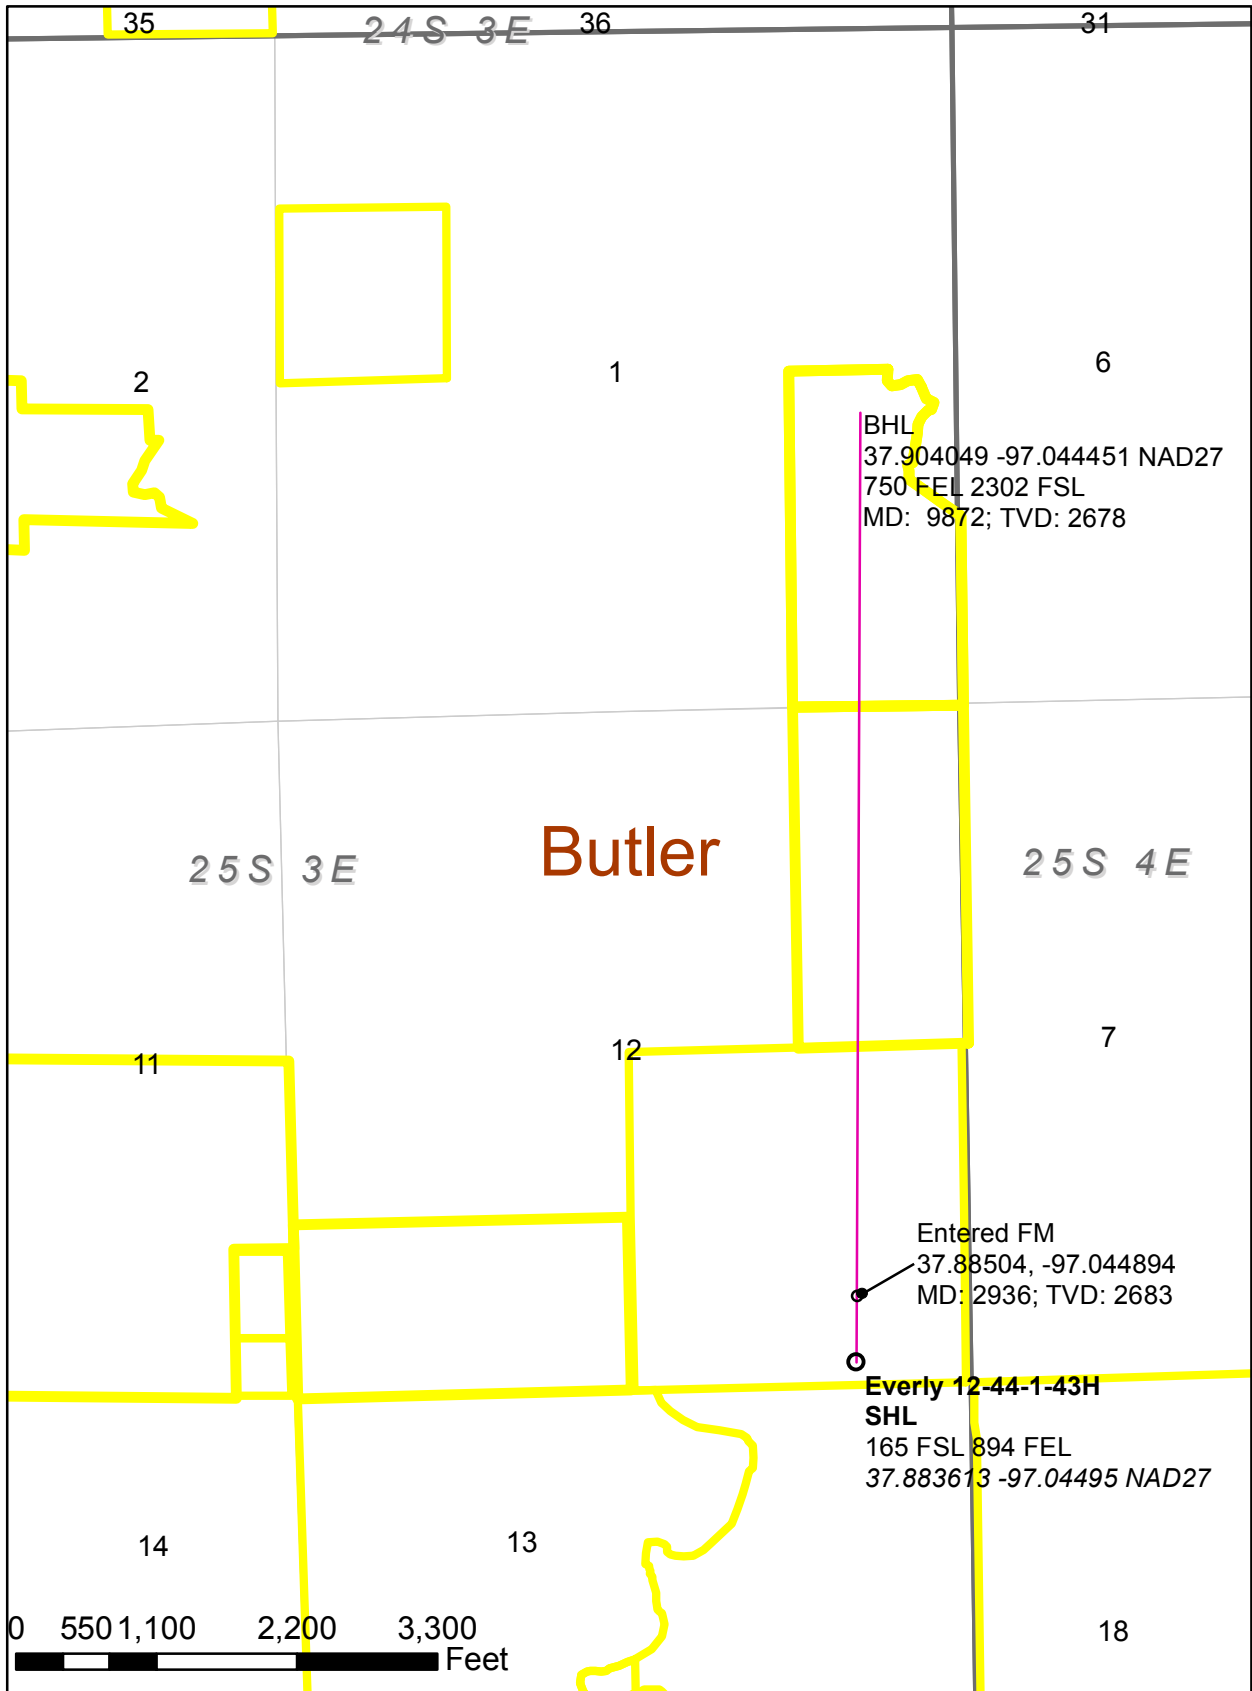 35
24S 3E
36
31
2
1
6
BHL
37.904049 -97.044451 NAD27
750 FEL 2302 FSL
MD: 9872; TVD: 2678
Butler
25S 3E
25S 4E
11
12
7
Entered FM
37.88504, -97.044894
MD: 2936; TVD: 2683
Everly 12-44-1-43H
SHL
165 FSL 894 FEL
37.883613 -97.04495 NAD27
14
13
18
0 550 1,100 2,200 3,300
Feet